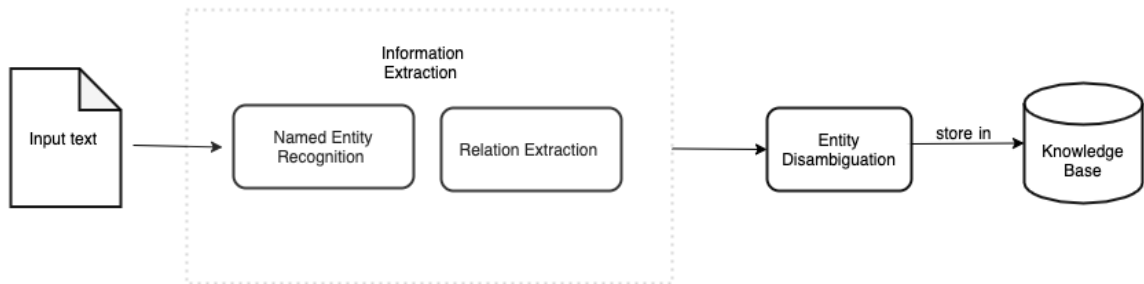 Input text
Information
Extraction
Named Entity
Recognition
Relation Extraction
Entity
Disambiguation
store in
Knowledge
Base